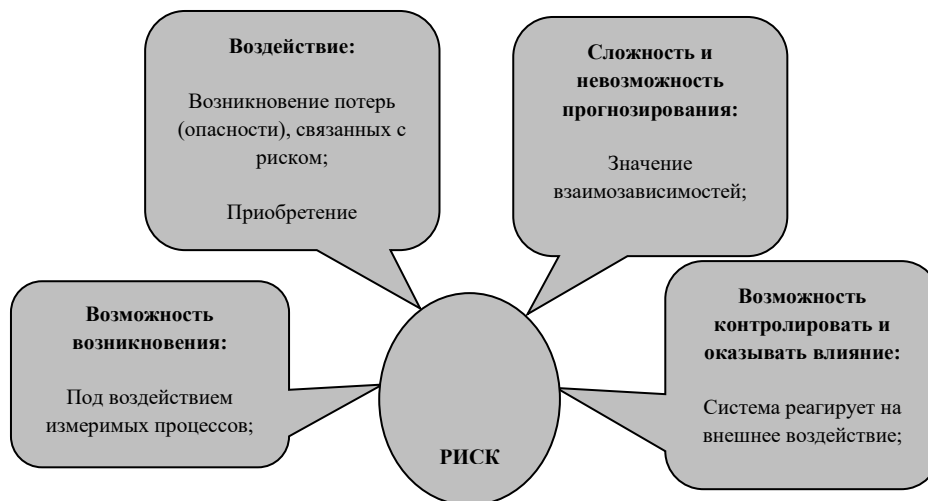 Воздействие:
Возникновение потерь
(опасности), связанных с
риском;
Приобретение
Сложность и
невозможность
прогнозирования:
Значение
взаимозависимостей;
Возможность
возникновения:
Под воздействием
измеримых процессов;
Возможность
контролировать и
оказывать влияние:
Система реагирует на
внешнее воздействие;
РИСК